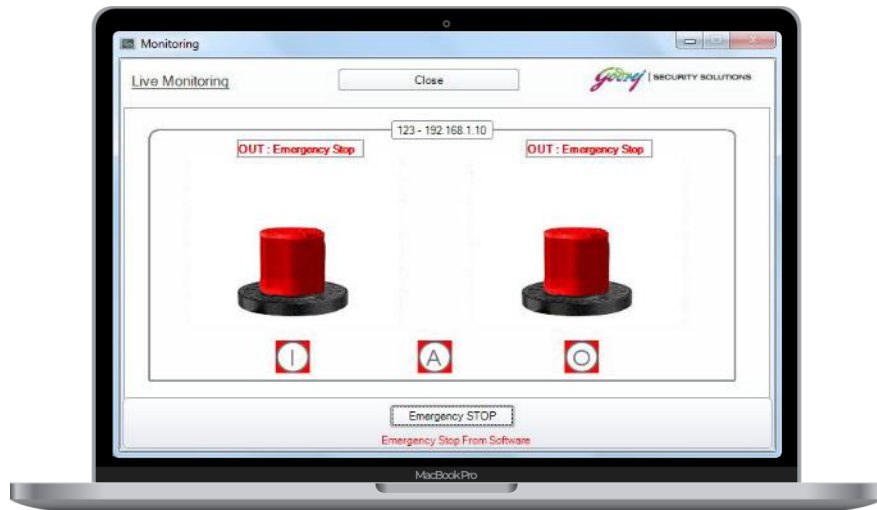 Monitoring
Live Monitoring
Close
Godrej | SECURITY SOLUTIONS
123 - 192.168.1.10
OUT : Emergency Stop
OUT : Emergency Stop
I
A
O
Emergency STOP
Emergency Stop From Software
MacBook Pro